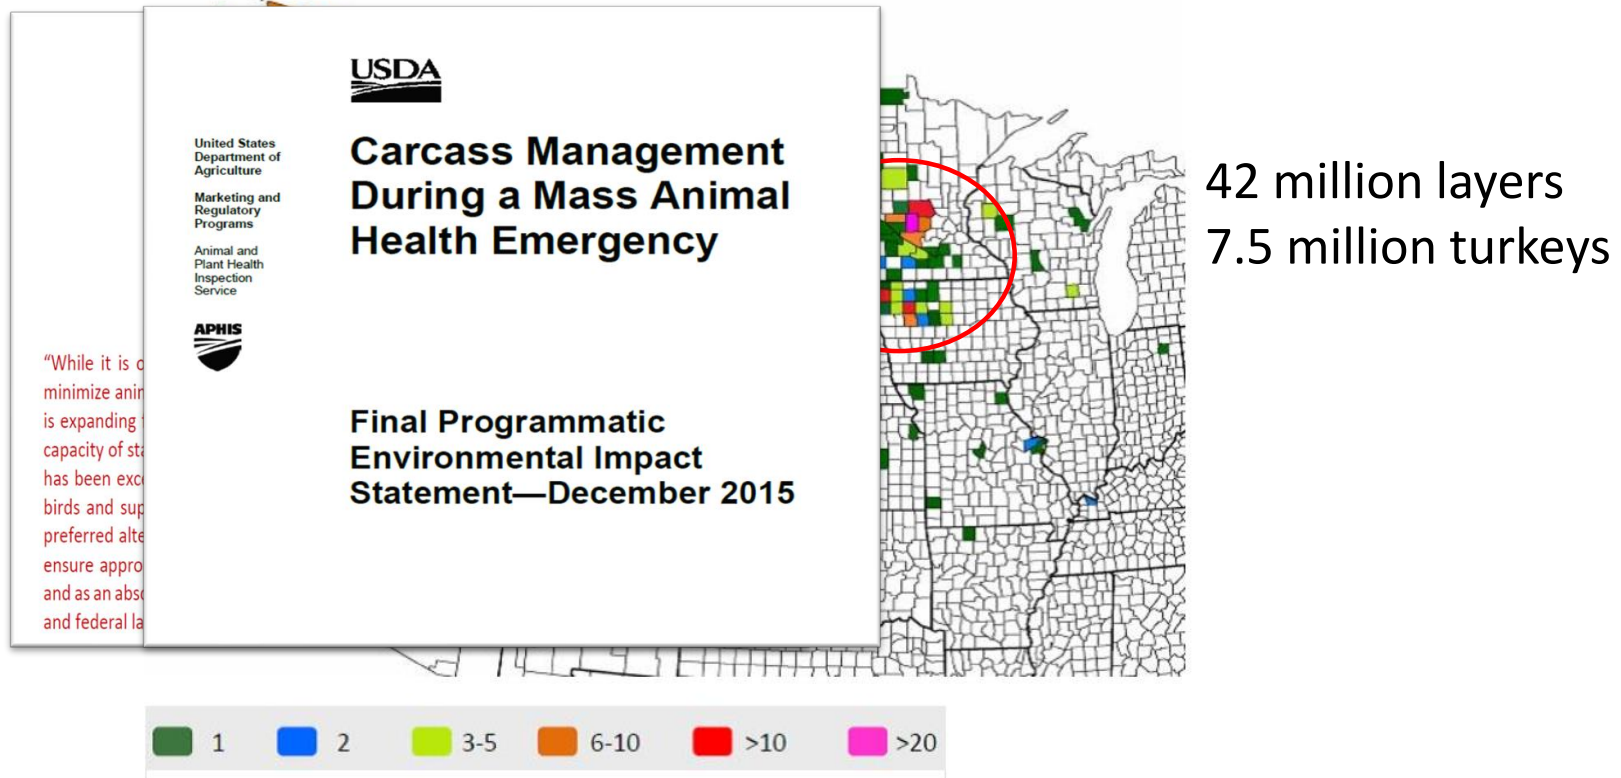 USDA
United States
Department of
Agriculture
Marketing and
Regulatory
Programs
Animal and
Plant Health
Inspection
Service
APHIS
Carcass Management
During a Mass Animal
Health Emergency
Final Programmatic
Environmental Impact
Statement—December 2015
“While it is
minimize
is expanding
capacity of
has been
birds and
preferred
ensure
and as an
and federal
42 million layers
7.5 million turkeys
1 2 3-5 6-10 >10 >20